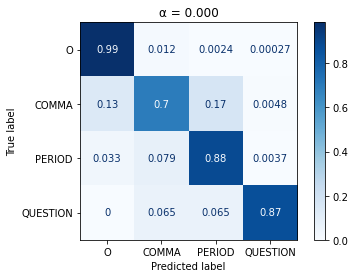 α = 0.000
True label
O 0.99 0.012 0.0024 0.00027
COMMA 0.13 0.7 0.17 0.0048
PERIOD 0.033 0.079 0.88 0.0037
QUESTION 0 0.065 0.065 0.87
O COMMA PERIOD QUESTION
Predicted label
0.8
0.6
0.4
0.2
0.0